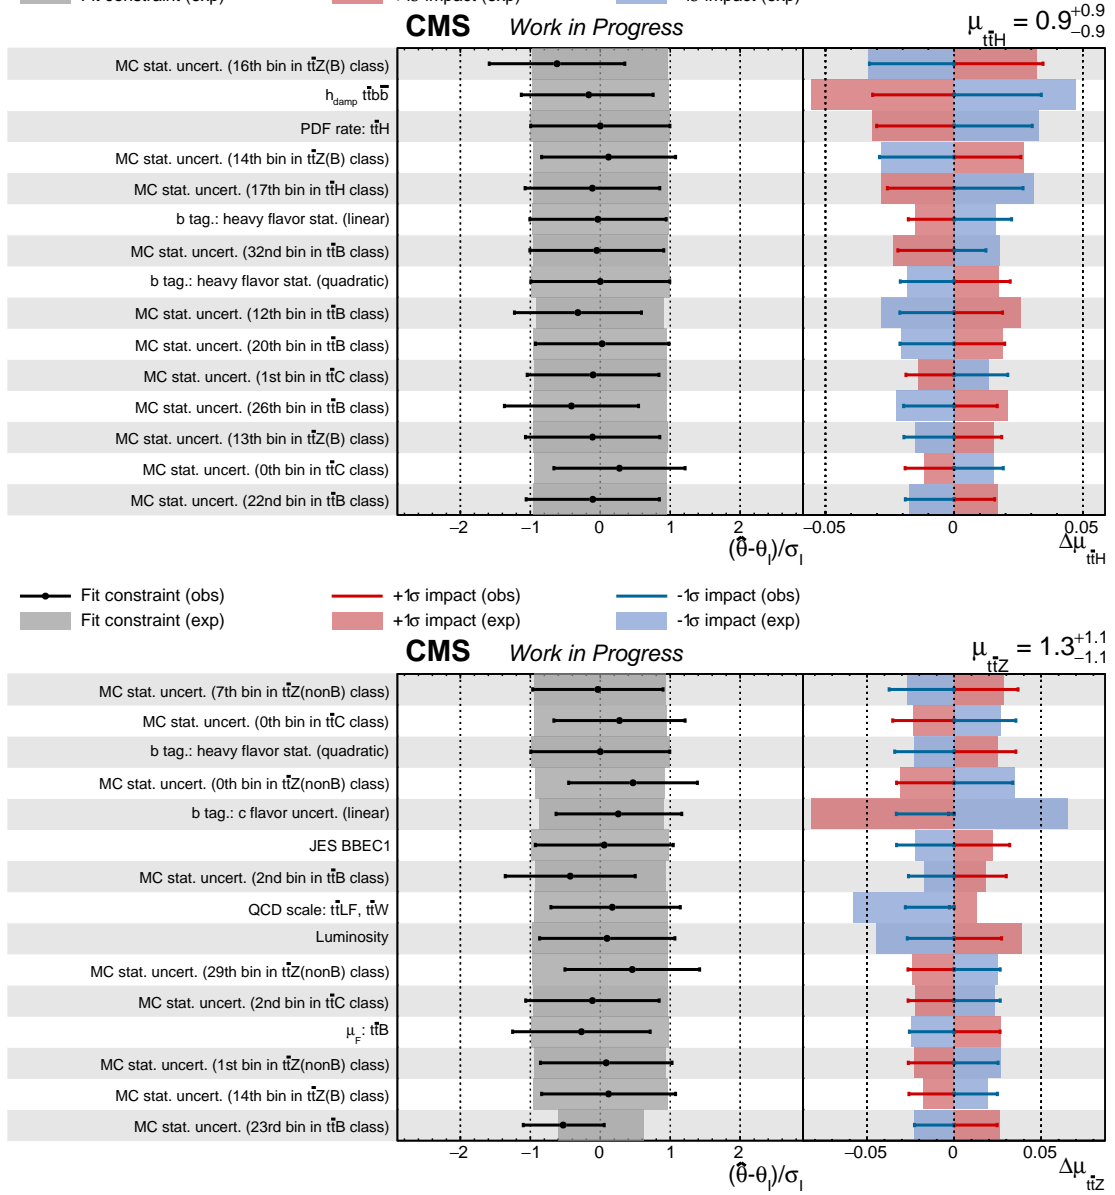 Fit constraint (exp) +1σ impact (exp) -1σ impact (exp)
CMS Work in Progress μtt̄H = 0.9+0.9−0.9
MC stat. uncert. (16th bin in tt̄Z(B) class)
hdamp tt̄bb̄
PDF rate: tt̄H
MC stat. uncert. (14th bin in tt̄Z(B) class)
MC stat. uncert. (17th bin in tt̄H class)
b tag.: heavy flavor stat. (linear)
MC stat. uncert. (32nd bin in tt̄B class)
b tag.: heavy flavor stat. (quadratic)
MC stat. uncert. (12th bin in tt̄B class)
MC stat. uncert. (20th bin in tt̄B class)
MC stat. uncert. (1st bin in tt̄C class)
MC stat. uncert. (26th bin in tt̄B class)
MC stat. uncert. (13th bin in tt̄Z(B) class)
MC stat. uncert. (0th bin in tt̄C class)
MC stat. uncert. (22nd bin in tt̄B class)
−2 −1 0 1 2 −0.05 0 0.05
(θ̂-θI)/σI Δμtt̄H
Fit constraint (obs) +1σ impact (obs) -1σ impact (obs)
Fit constraint (exp) +1σ impact (exp) -1σ impact (exp)
CMS Work in Progress μtt̄Z = 1.3+1.1−1.1
MC stat. uncert. (7th bin in tt̄Z(nonB) class)
MC stat. uncert. (0th bin in tt̄C class)
b tag.: heavy flavor stat. (quadratic)
MC stat. uncert. (0th bin in tt̄Z(nonB) class)
b tag.: c flavor uncert. (linear)
JES BBEC1
MC stat. uncert. (2nd bin in tt̄B class)
QCD scale: tt̄LF, tt̄W
Luminosity
MC stat. uncert. (29th bin in tt̄Z(nonB) class)
MC stat. uncert. (2nd bin in tt̄C class)
μF: tt̄B
MC stat. uncert. (1st bin in tt̄Z(nonB) class)
MC stat. uncert. (14th bin in tt̄Z(B) class)
MC stat. uncert. (23rd bin in tt̄B class)
−2 −1 0 1 2 −0.05 0 0.05
(θ̂-θI)/σI Δμtt̄Z